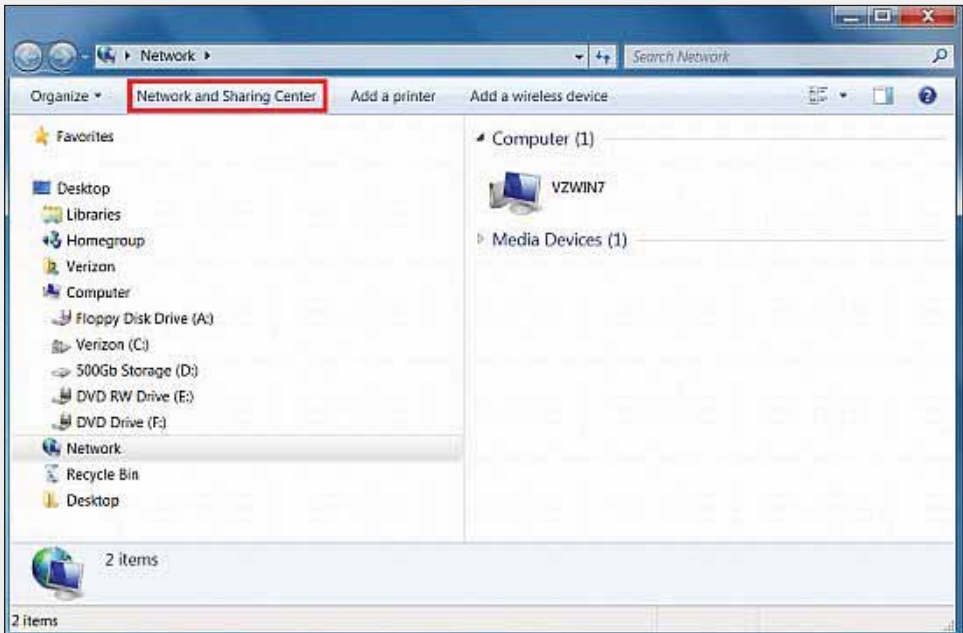 Network
Search Network
Organize
Network and Sharing Center
Add a printer
Add a wireless device
Favorites
Desktop
Libraries
Homegroup
Verizon
Computer
Floppy Disk Drive (A:)
Verizon (C:)
500Gb Storage (D:)
DVD RW Drive (E:)
DVD Drive (F:)
Network
Recycle Bin
Desktop
Computer (1)
VZWIN7
Media Devices (1)
2 items
2 items